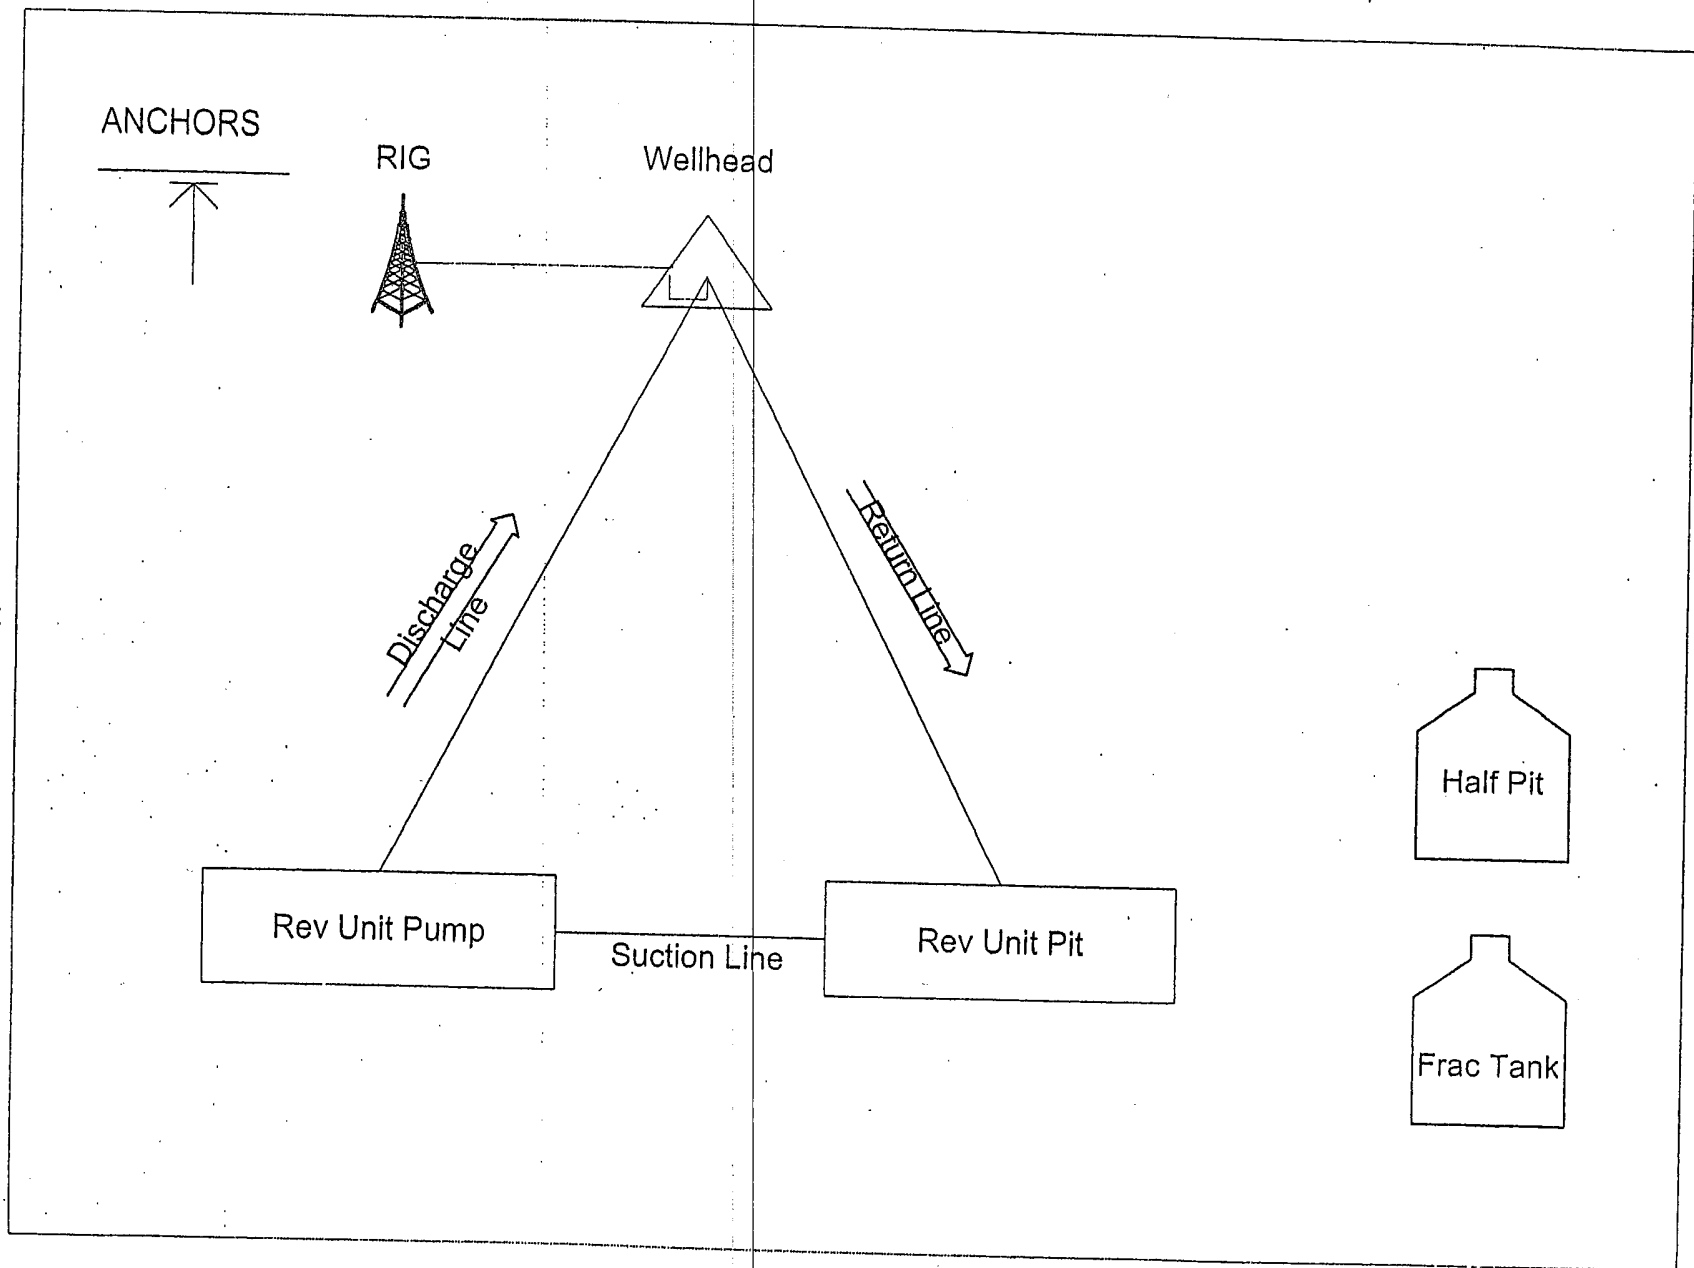 ANCHORS
RIG
Wellhead
Discharge
Line
Return Line
Half Pit
Rev Unit Pump
Suction Line
Rev Unit Pit
Frac Tank